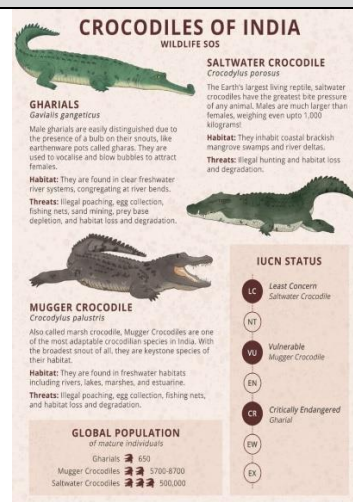 CROCODILES OF INDIA
WILDLIFE SOS
GHARIALS
Gavialis gangeticus
Male gharials are easily distinguished due to
the presence of a bulb on their snouts, like
earthenware pots called gharas. They are
used to vocalise and blow bubbles to attract
females.
Habitat: They are found in clear freshwater
river systems, congregating at river bends.
Threats: Illegal poaching, egg collection,
fishing nets, sand mining, prey base
depletion, and habitat loss and degradation.
SALTWATER CROCODILE
Crocodylus porosus
The Earth's largest living reptile, saltwater
crocodiles have the greatest bite pressure
of any animal. Males are much larger than
females, weighing even upto 1,000
kilograms!
Habitat: They inhabit coastal brackish
mangrove swamps and river deltas.
Threats: Illegal hunting and habitat loss
and degradation.
MUGGER CROCODILE
Crocodylus palustris
Also called marsh crocodile, Mugger Crocodiles are one
of the most adaptable crocodilian species in India. With
the broadest snout of all, they are keystone species of
their habitat.
Habitat: They are found in freshwater habitats
including rivers, lakes, marshes, and estuarine.
Threats: Illegal poaching, egg collection, fishing nets,
and habitat loss and degradation.
GLOBAL POPULATION
of mature individuals
Gharials 650
Mugger Crocodiles 5700-8700
Saltwater Crocodiles 500,000
IUCN STATUS
LC Least Concern
Saltwater Crocodile
NT
VU Vulnerable
Mugger Crocodile
EN
CR Critically Endangered
Gharial
EW
EX